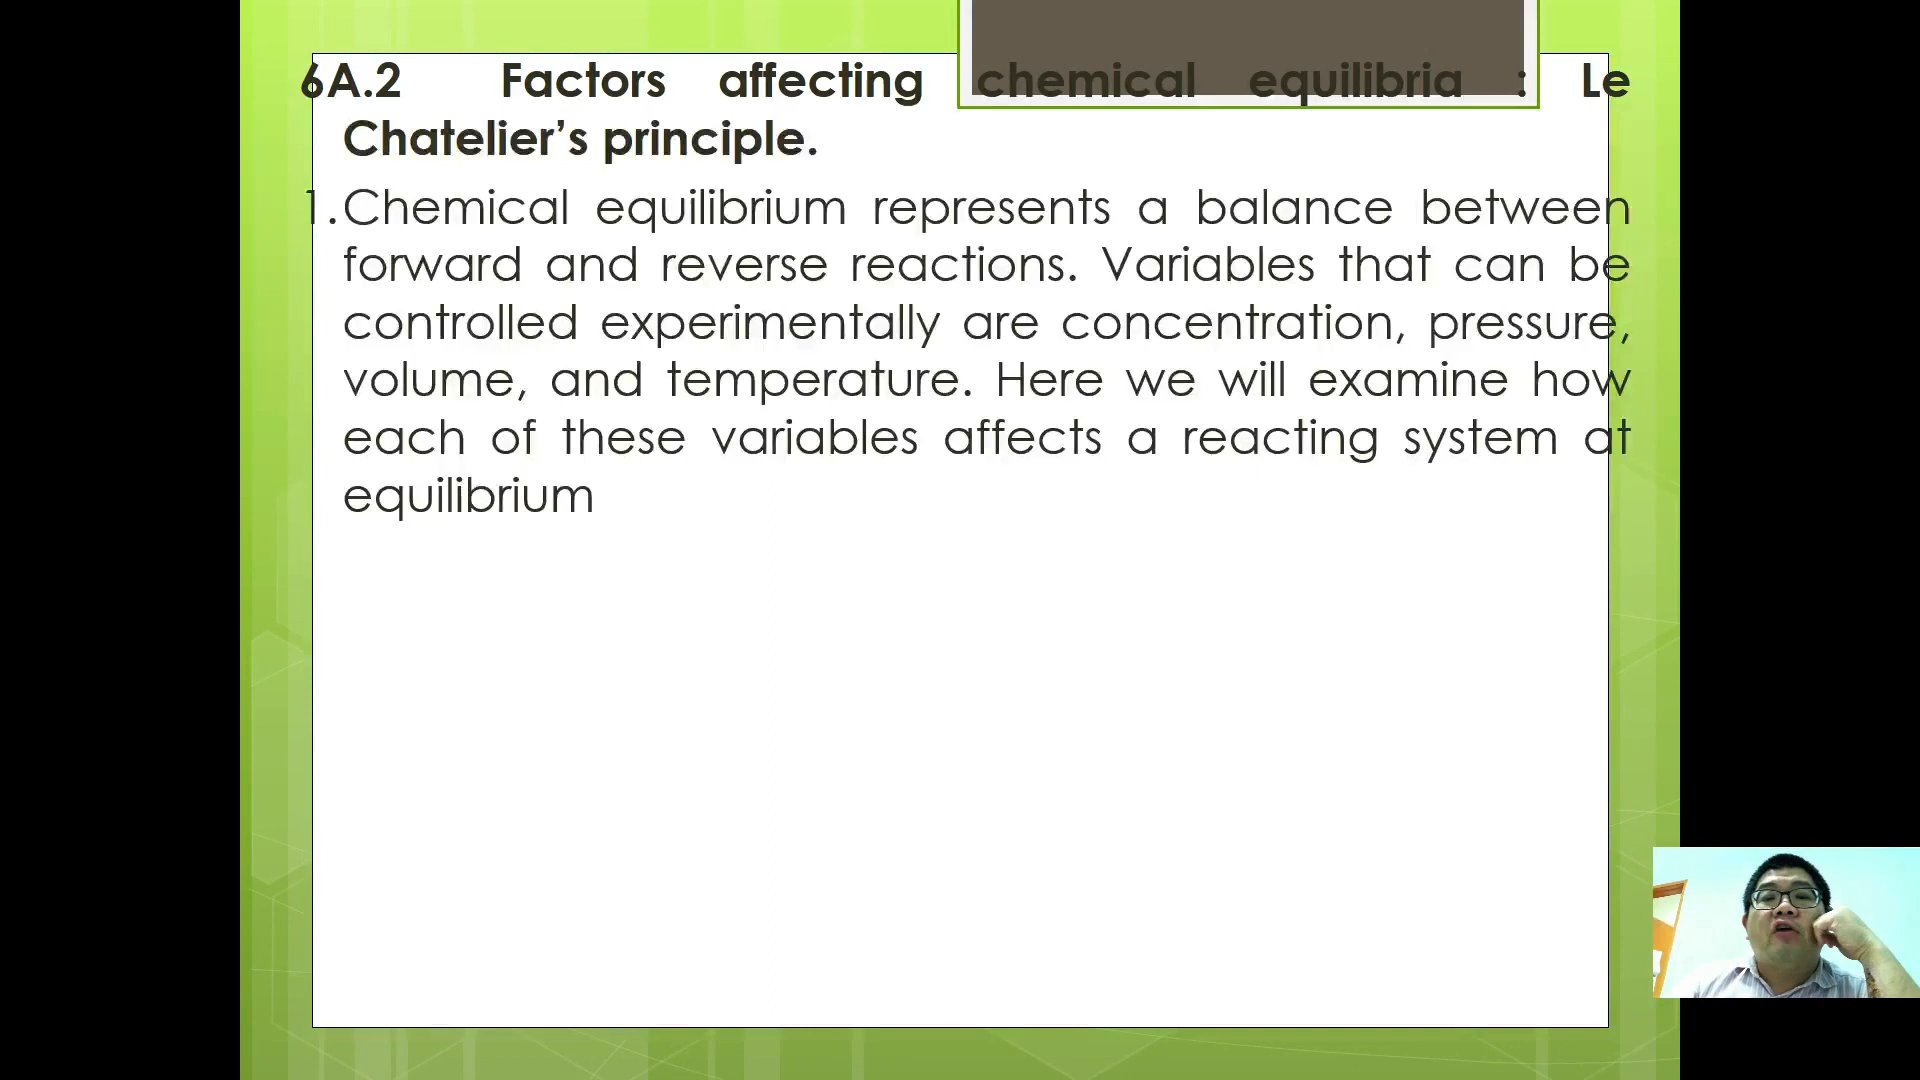 6A.2 Factors affecting chemical equilibria : Le
Chatelier’s principle.
1.Chemical equilibrium represents a balance between
forward and reverse reactions. Variables that can be
controlled experimentally are concentration, pressure,
volume, and temperature. Here we will examine how
each of these variables affects a reacting system at
equilibrium